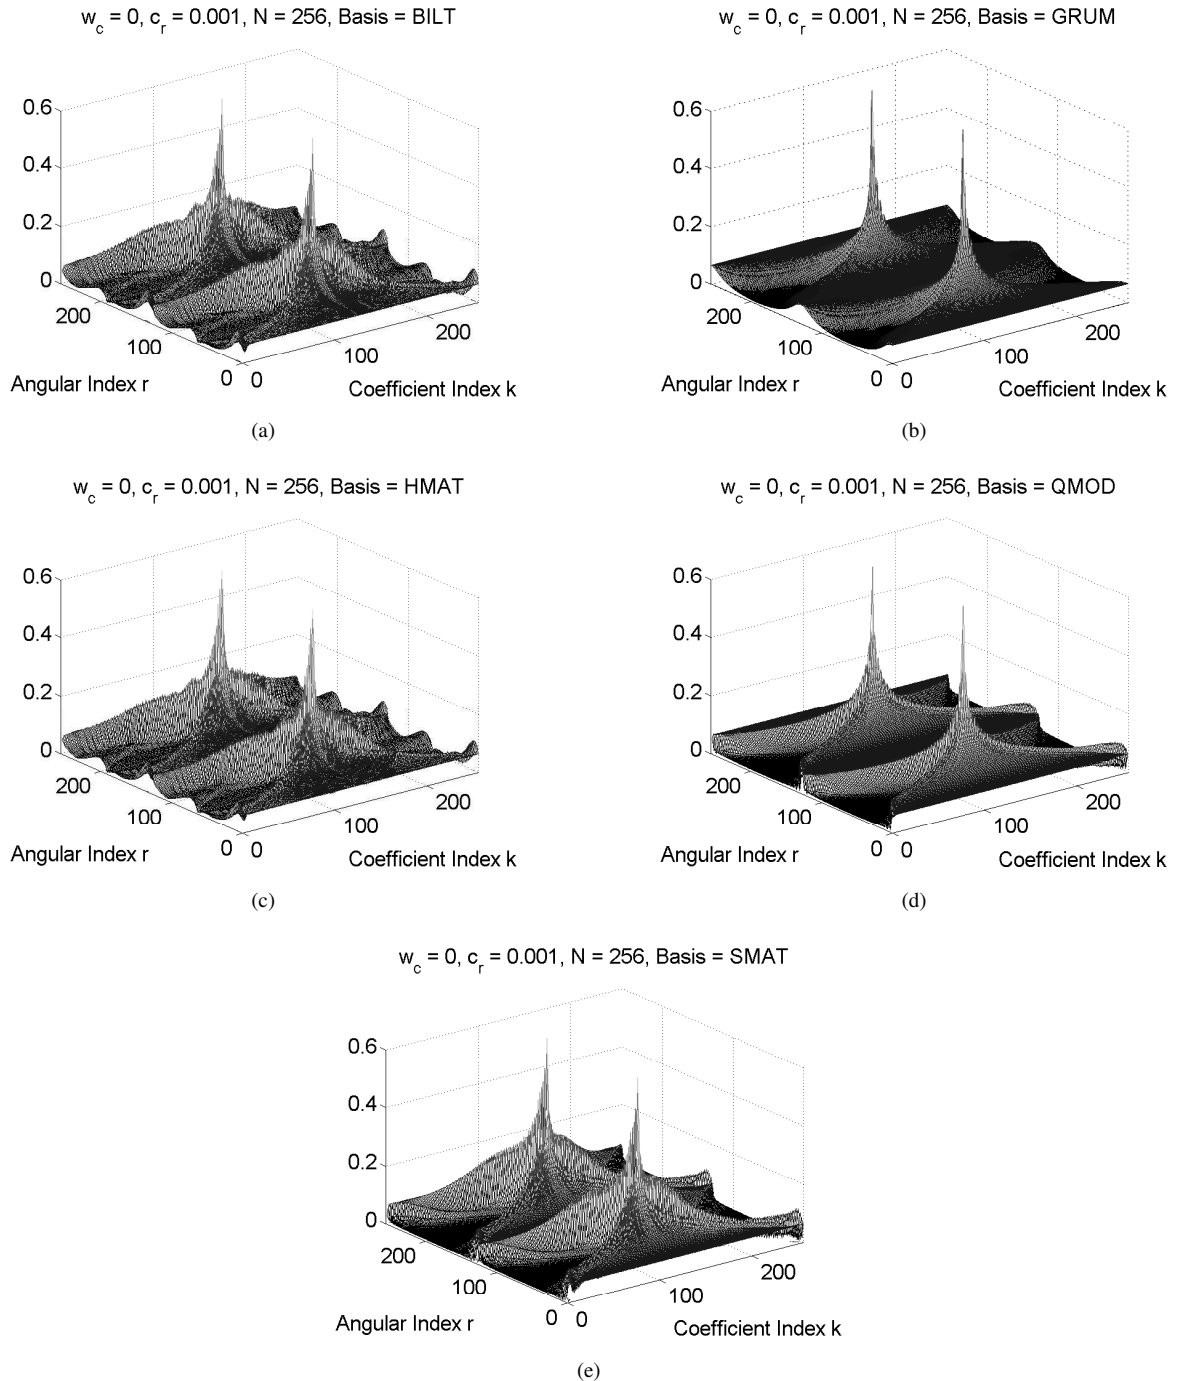 w_c = 0, c_r = 0.001, N = 256, Basis = BILT
0.6
0.4
0.2
0
200
100
0
0
100
200
Angular Index r
Coefficient Index k
(a)
w_c = 0, c_r = 0.001, N = 256, Basis = GRUM
0.6
0.4
0.2
0
200
100
0
0
100
200
Angular Index r
Coefficient Index k
(b)
w_c = 0, c_r = 0.001, N = 256, Basis = HMAT
0.6
0.4
0.2
0
200
100
0
0
100
200
Angular Index r
Coefficient Index k
(c)
w_c = 0, c_r = 0.001, N = 256, Basis = QMOD
0.6
0.4
0.2
0
200
100
0
0
100
200
Angular Index r
Coefficient Index k
(d)
w_c = 0, c_r = 0.001, N = 256, Basis = SMAT
0.6
0.4
0.2
0
200
100
0
0
100
200
Angular Index r
Coefficient Index k
(e)